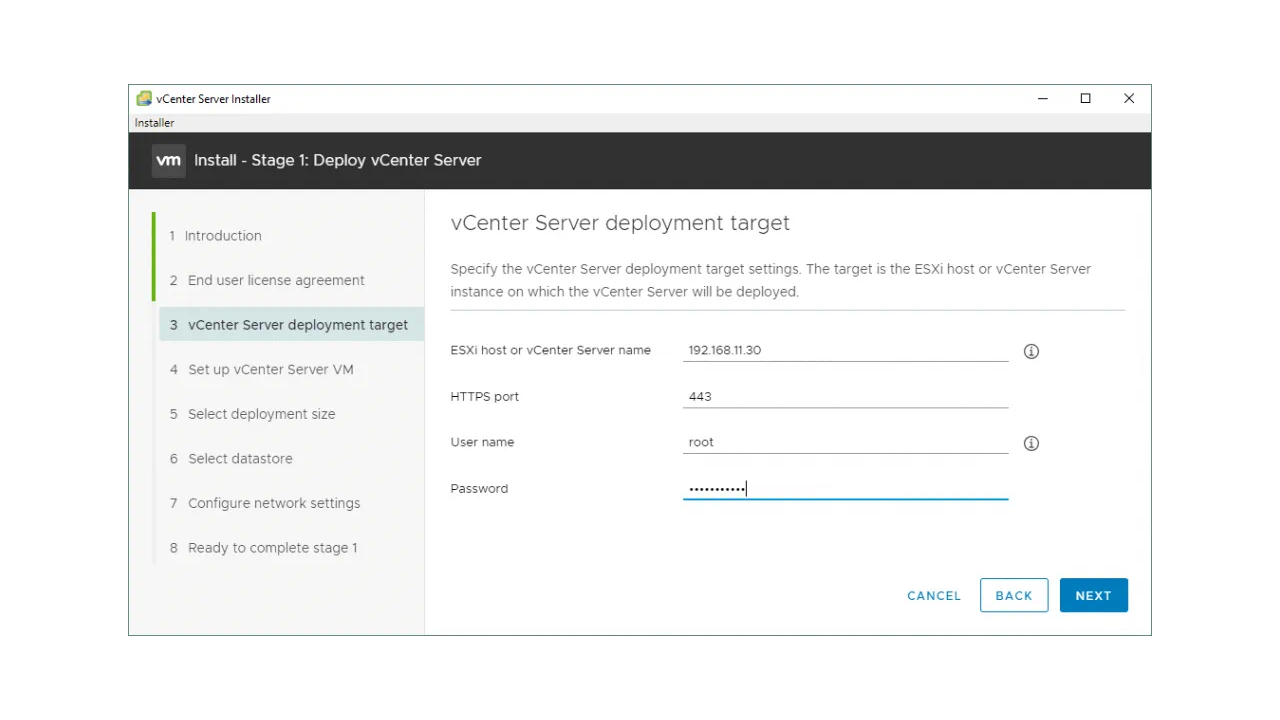 vCenter Server Installer
Installer
vm Install - Stage 1: Deploy vCenter Server
1 Introduction
2 End user license agreement
3 vCenter Server deployment target
4 Set up vCenter Server VM
5 Select deployment size
6 Select datastore
7 Configure network settings
8 Ready to complete stage 1
vCenter Server deployment target
Specify the vCenter Server deployment target settings. The target is the ESXi host or vCenter Server
instance on which the vCenter Server will be deployed.
ESXi host or vCenter Server name 192.168.11.30
HTTPS port 443
User name root
Password •••••••••••
CANCEL BACK NEXT